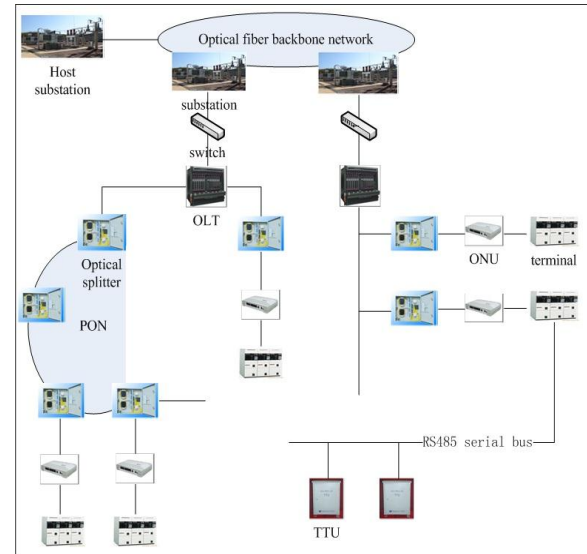 Optical fiber backbone network
Host
substation
substation
switch
OLT
Optical
splitter
ONU
terminal
PON
RS485 serial bus
TTU